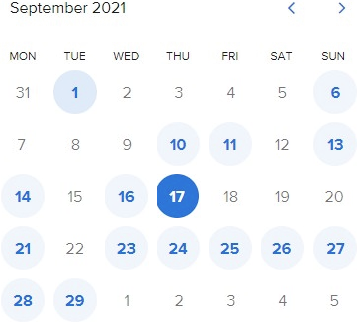 September 2021
MON TUE WED THU FRI SAT SUN
31 1 2 3 4 5 6
7 8 9 10 11 12 13
14 15 16 17 18 19 20
21 22 23 24 25 26 27
28 29 1 2 3 4 5